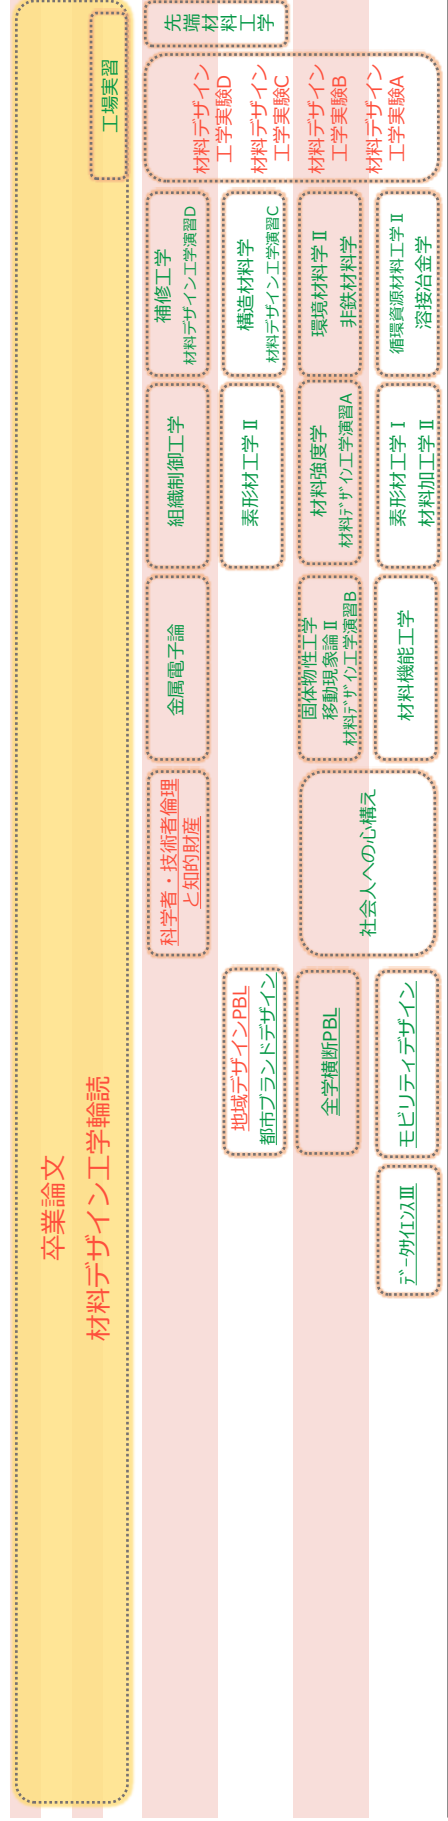 先端材料工学
工場実習
材料デザイン
工学実験D
材料デザイン
工学実験C
材料デザイン
工学実験B
材料デザイン
工学実験A
補修工学
材料デザイン工学演習D
構造材料学
材料デザイン工学演習C
環境材料学Ⅱ
非鉄材料学
循環資源材料工学Ⅱ
溶接冶金学
組織制御工学
素形材工学Ⅱ
材料強度学
材料ﾃﾞｻﾞｲﾝ工学演習A
素形材工学Ⅰ
材料加工学Ⅱ
金属電子論
固体物性工学
移動現象論Ⅱ
材料ﾃﾞｻﾞｲﾝ工学演習B
材料機能工学
科学者・技術者倫理
と知的財産
社会人への心構え
地域デザインPBL
都市ブランドデザイン
全学横断PBL
モビリティデザイン
ﾃﾞｰﾀｻｲｴﾝｽⅢ
卒業論文
材料デザイン工学輪読